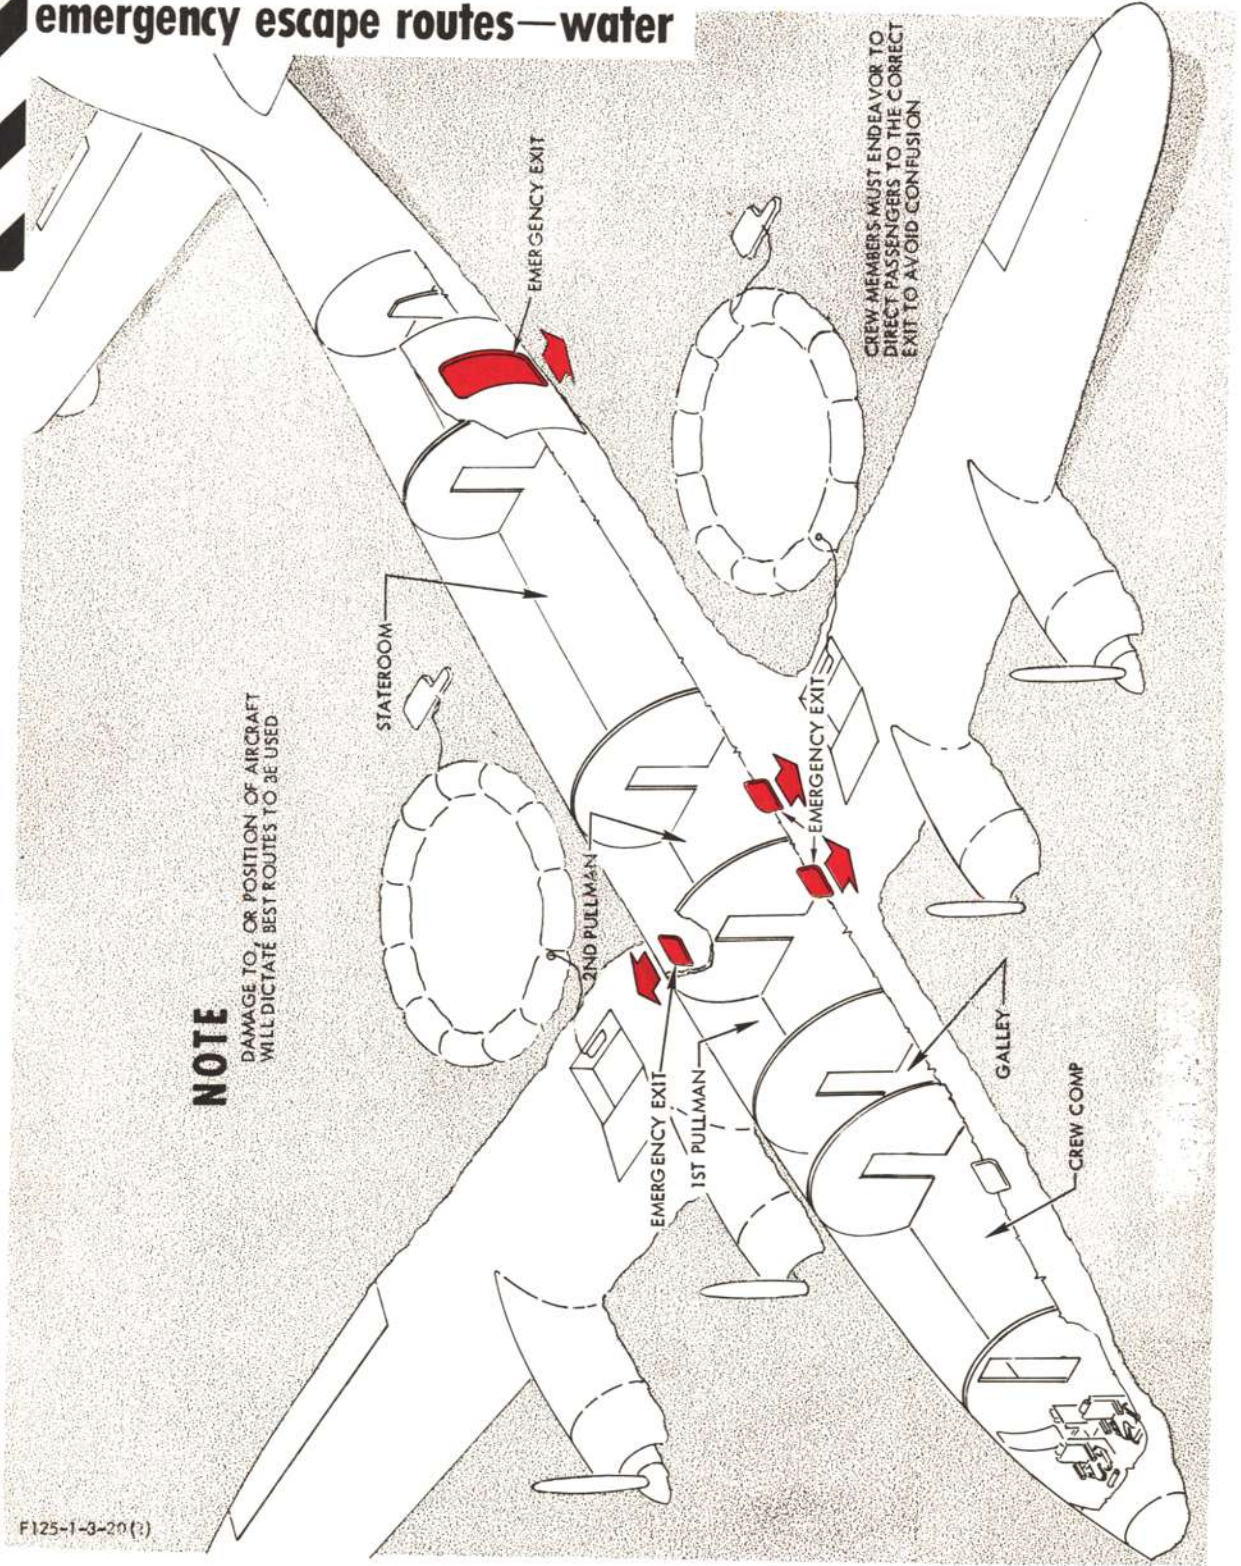 emergency escape routes—water
CREW MEMBERS MUST ENDEAVOR TO
DIRECT PASSENGERS TO THE CORRECT
EXIT TO AVOID CONFUSION
EMERGENCY EXIT
STATEROOM
NOTE
DAMAGE TO, OR POSITION OF AIRCRAFT
WILL DICTATE BEST ROUTES TO BE USED
2ND PULLMAN
EMERGENCY EXIT
EMERGENCY EXIT
1ST PULLMAN
GALLEY
CREW COMP